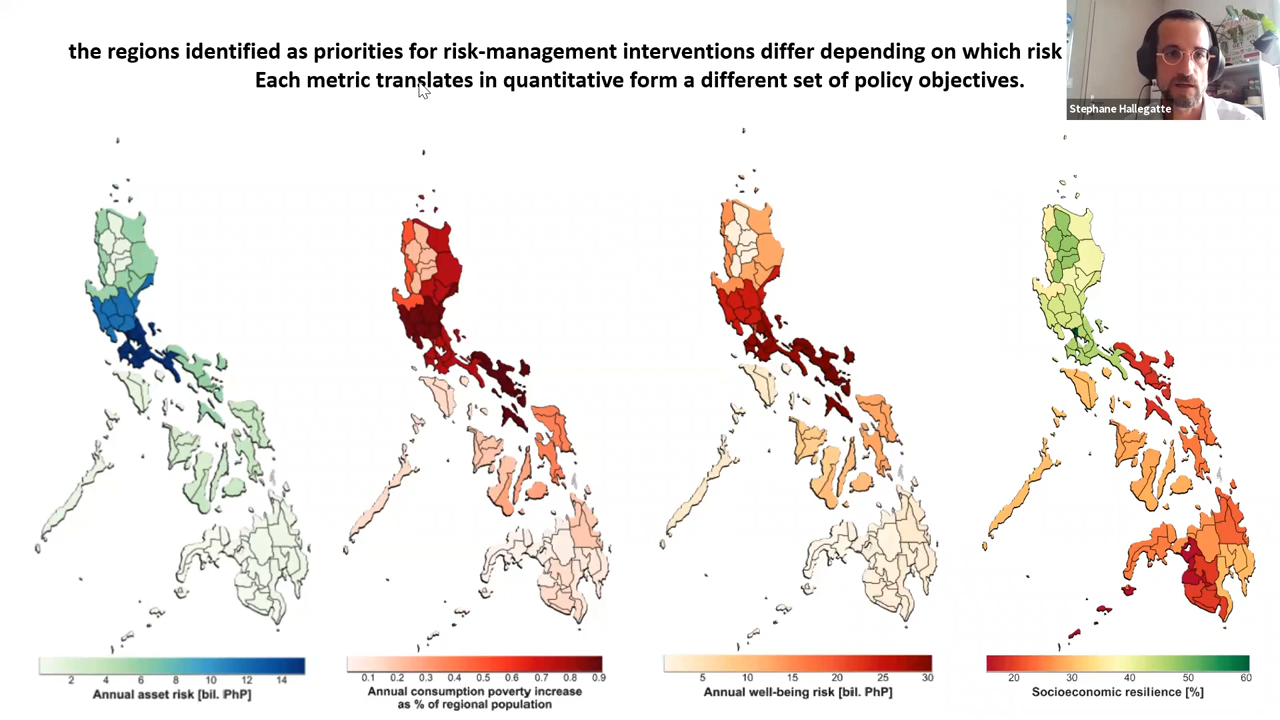 the regions identified as priorities for risk-management interventions differ depending on which risk
Each metric translates in quantitative form a different set of policy objectives.
Stephane Hallegatte
2 4 6 8 10 12 14
Annual asset risk [bil. PhP]
0.1 0.2 0.3 0.4 0.5 0.6 0.7 0.8 0.9
Annual consumption poverty increase
as % of regional population
5 10 15 20 25 30
Annual well-being risk [bil. PhP]
20 30 40 50 60
Socioeconomic resilience [%]